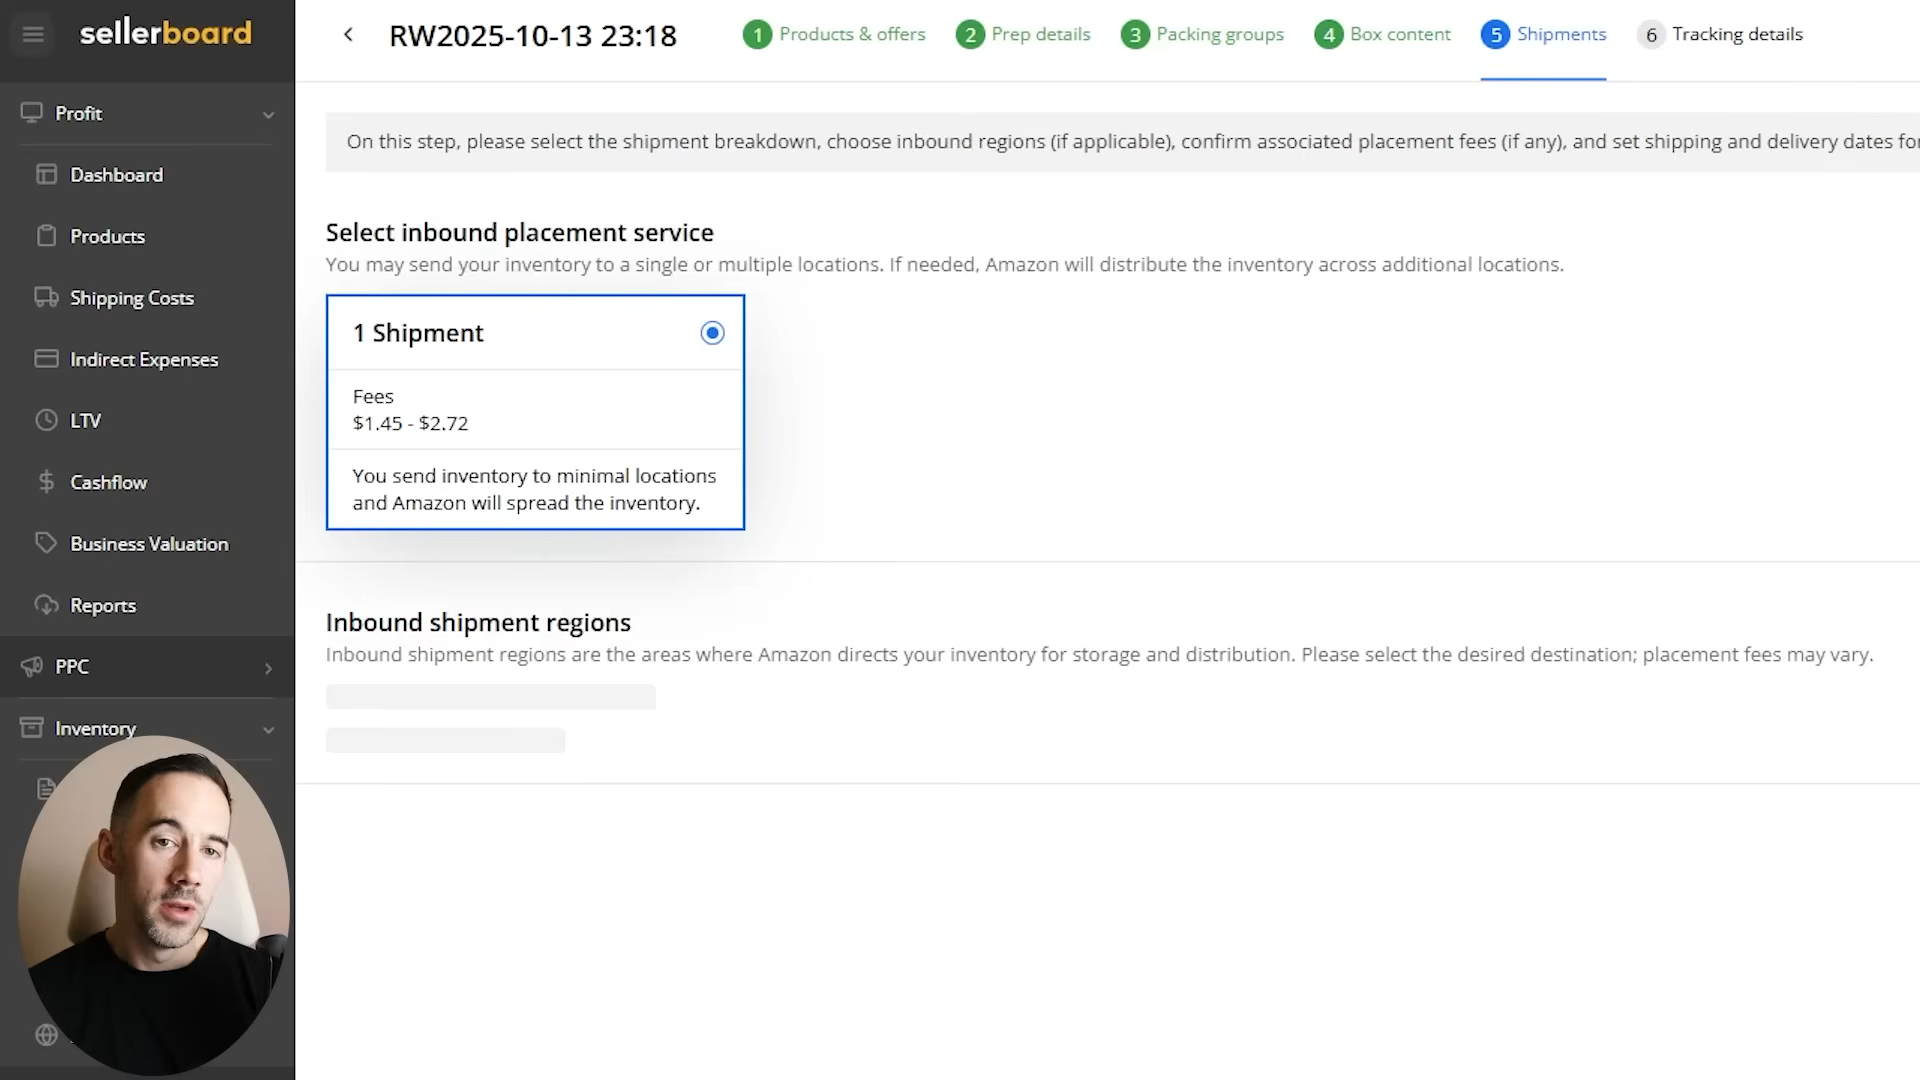 sellerboard
RW2025-10-13 23:18
1 Products & offers
2 Prep details
3 Packing groups
4 Box content
5 Shipments
6 Tracking details
Profit
Dashboard
Products
Shipping Costs
Indirect Expenses
LTV
Cashflow
Business Valuation
Reports
PPC
Inventory
On this step, please select the shipment breakdown, choose inbound regions (if applicable), confirm associated placement fees (if any), and set shipping and delivery dates for
Select inbound placement service
You may send your inventory to a single or multiple locations. If needed, Amazon will distribute the inventory across additional locations.
1 Shipment
Fees
$1.45 - $2.72
You send inventory to minimal locations
and Amazon will spread the inventory.
Inbound shipment regions
Inbound shipment regions are the areas where Amazon directs your inventory for storage and distribution. Please select the desired destination; placement fees may vary.